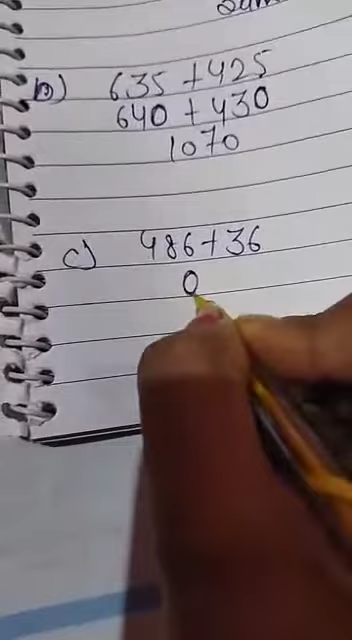 b) 635 + 425
640 + 430
1070
c) 486 + 36
0